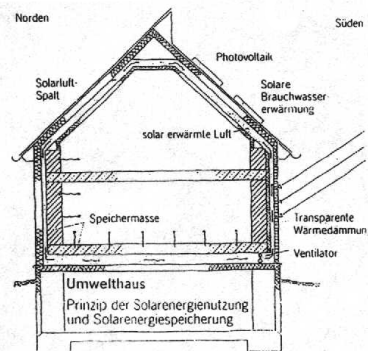 Norden
Süden
Photovoltaik
Solarluft-
Spalt
Solare
Brauchwasser-
erwärmung
solar erwärmte Luft
Speichermasse
Transparente
Wärmedämmung
Ventilator
Umwelthaus
Prinzip der Solarenergienutzung
und Solarenergiespeicherung